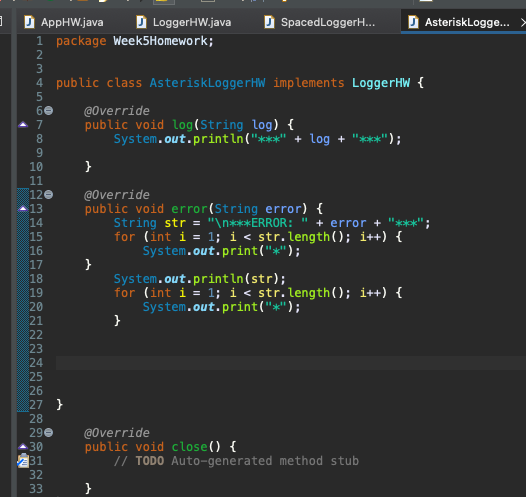 AppHW.java LoggerHW.java SpacedLoggerH... AsteriskLogge...
1 package Week5Homework;
2
3
4 public class AsteriskLoggerHW implements LoggerHW {
5
6 @Override
7 public void log(String log) {
8 System.out.println("***" + log + "***");
9
10 }
11
12 @Override
13 public void error(String error) {
14 String str = "\n***ERROR: " + error + "***";
15 for (int i = 1; i < str.length(); i++) {
16 System.out.print("*");
17 }
18 System.out.println(str);
19 for (int i = 1; i < str.length(); i++) {
20 System.out.print("*");
21 }
22
23
24
25
26
27 }
28
29 @Override
30 public void close() {
31 // TODO Auto-generated method stub
32
33 }